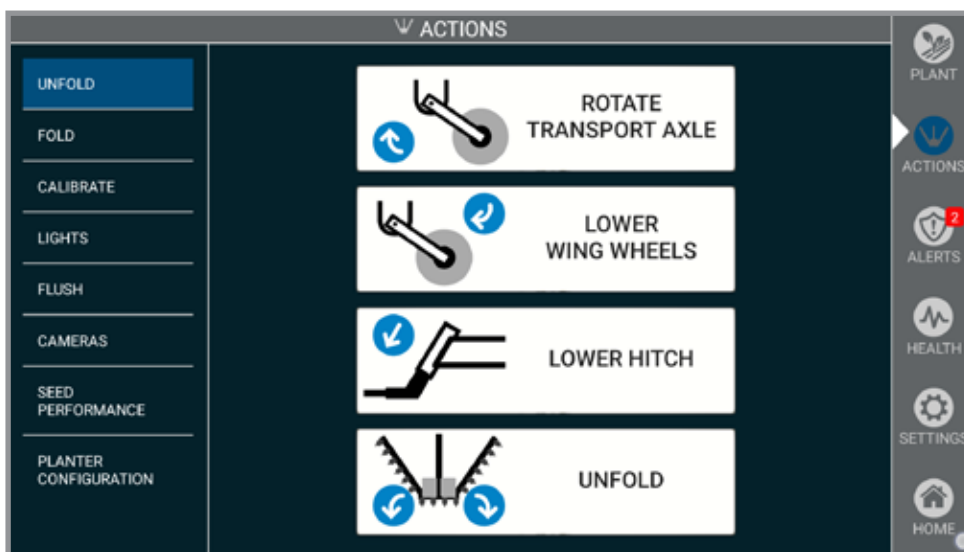 ACTIONS
UNFOLD
FOLD
CALIBRATE
LIGHTS
FLUSH
CAMERAS
SEED
PERFORMANCE
PLANTER
CONFIGURATION
ROTATE
TRANSPORT AXLE
LOWER
WING WHEELS
LOWER HITCH
UNFOLD
PLANT
ACTIONS
2
ALERTS
HEALTH
SETTINGS
HOME